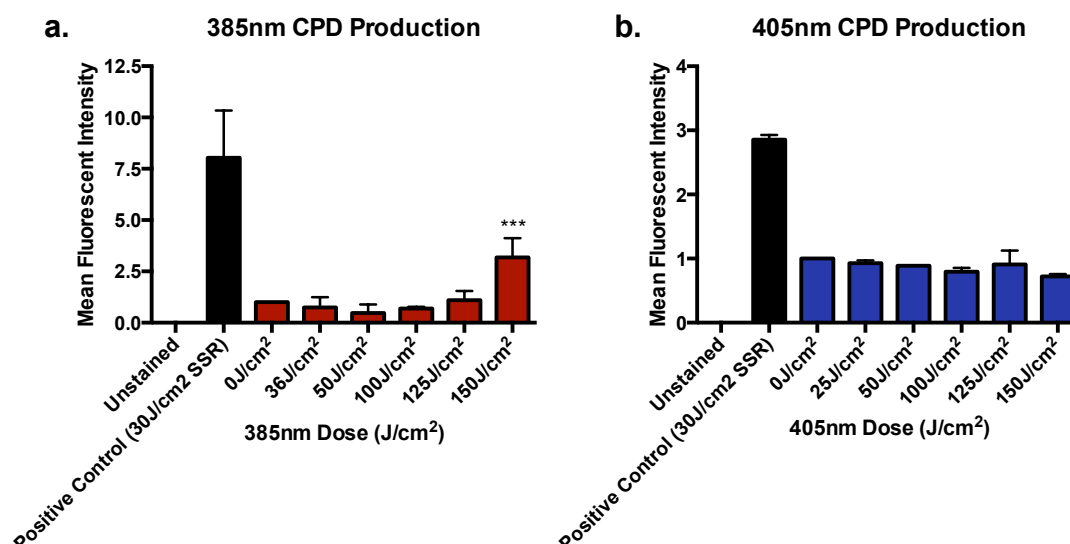 a.
385nm CPD Production
Mean Fluorescent Intensity
12.5
10.0
7.5
5.0
2.5
0.0
***
Unstained
Positive Control (30J/cm2 SSR)
0J/cm²
36J/cm²
50J/cm²
100J/cm²
125J/cm²
150J/cm²
385nm Dose (J/cm²)
b.
405nm CPD Production
Mean Fluorescent Intensity
4
3
2
1
0
Unstained
Positive Control (30J/cm2 SSR)
0J/cm²
25J/cm²
50J/cm²
100J/cm²
125J/cm²
150J/cm²
405nm Dose (J/cm²)